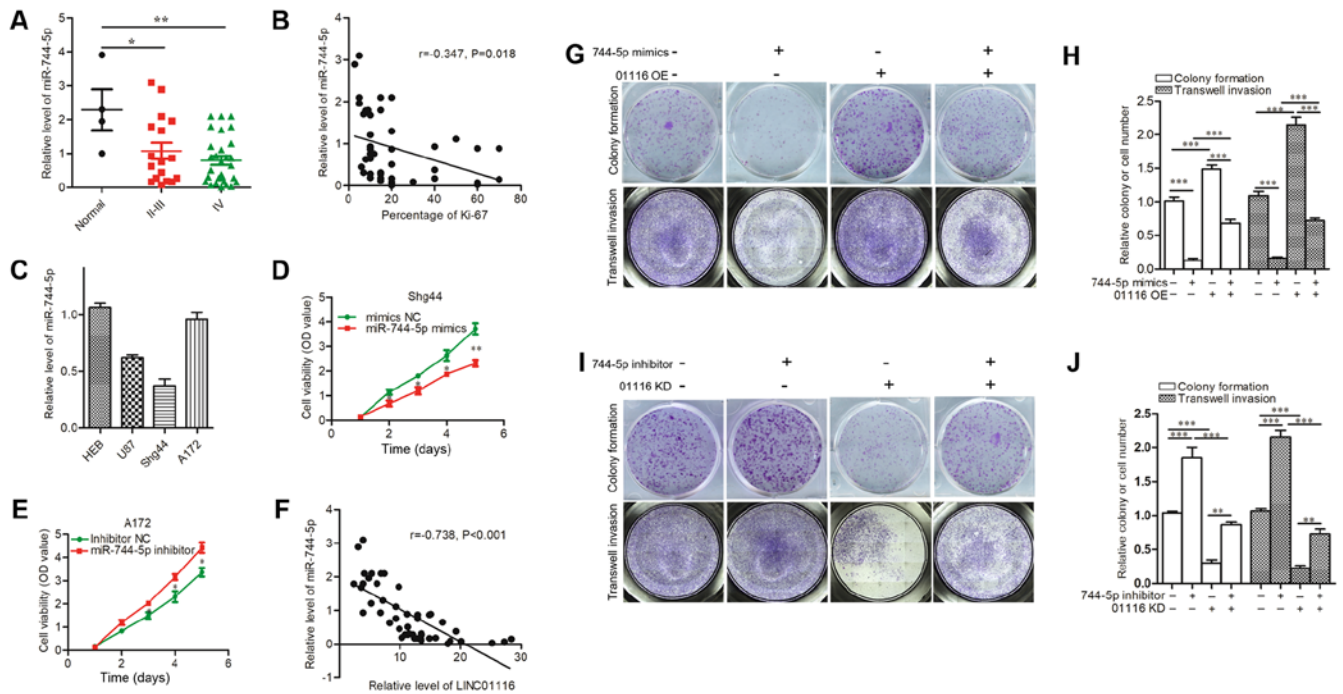 A
Relative level of miR-744-5p
5
4
3
2
1
0
**
*
Normal
II-III
IV
B
Relative level of miR-744-5p
4
3
2
1
0
r=-0.347, P=0.018
0 20 40 60 80
Percentage of Ki-67
C
Relative level of miR-744-5p
1.0
0.5
0.0
HEB
U87
Shg44
A172
D
Shg44
mimics NC
miR-744-5p mimics
Cell viability (OD value)
5
4
3
2
1
0
* * **
0 2 4 6
Time (days)
E
A172
Inhibitor NC
miR-744-5p inhibitor
Cell viability (OD value)
5
4
3
2
1
0
* * *
0 2 4 6
Time (days)
F
Relative level of miR-744-5p
4
3
2
1
0
-1
r=-0.738, P<0.001
10 20 30
Relative level of LINC01116
G
744-5p mimics - + - +
01116 OE - - + +
Colony formation
Transwell invasion
H
Colony formation
Transwell invasion
Relative colony or cell number
2.5
2.0
1.5
1.0
0.5
0.0
*** *** *** *** *** *** *** ***
744-5p mimics – + – + – + – +
01116 OE – – + + – – + +
I
744-5p inhibitor - + - +
01116 KD - - + +
Colony formation
Transwell invasion
J
Colony formation
Transwell invasion
Relative colony or cell number
2.5
2.0
1.5
1.0
0.5
0.0
*** *** *** ** *** *** *** **
744-5p inhibitor – + – + – + – +
01116 KD – – + + – – + +